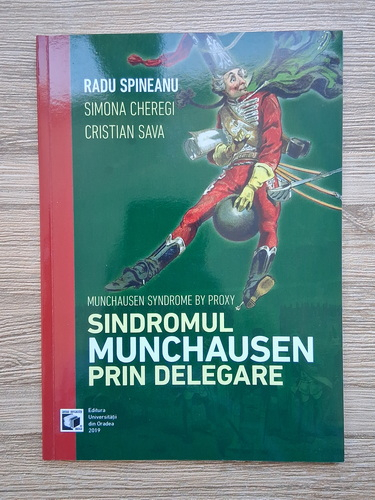 RADU SPINEANU
SIMONA CHEREGI
CRISTIAN SAVA
MUNCHAUSEN SYNDROME BY PROXY
SINDROMUL
MUNCHAUSEN
PRIN DELEGARE
Editura
Universității
din Oradea
2019